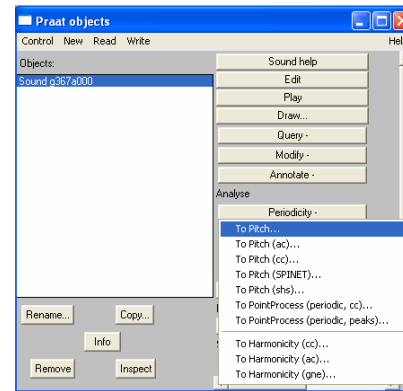 Praat objects
Control New Read Write Hel
Objects:
Sound g367a000
Sound help
Edit
Play
Draw...
Query -
Modify -
Annotate -
Analyse
Periodicity -
To Pitch...
To Pitch (ac)...
To Pitch (cc)...
To Pitch (SPINET)...
To Pitch (shs)...
To PointProcess (periodic, cc)...
To PointProcess (periodic, peaks)...
To Harmonicity (cc)...
To Harmonicity (ac)...
To Harmonicity (gne)...
Rename... Copy...
Info
Remove Inspect